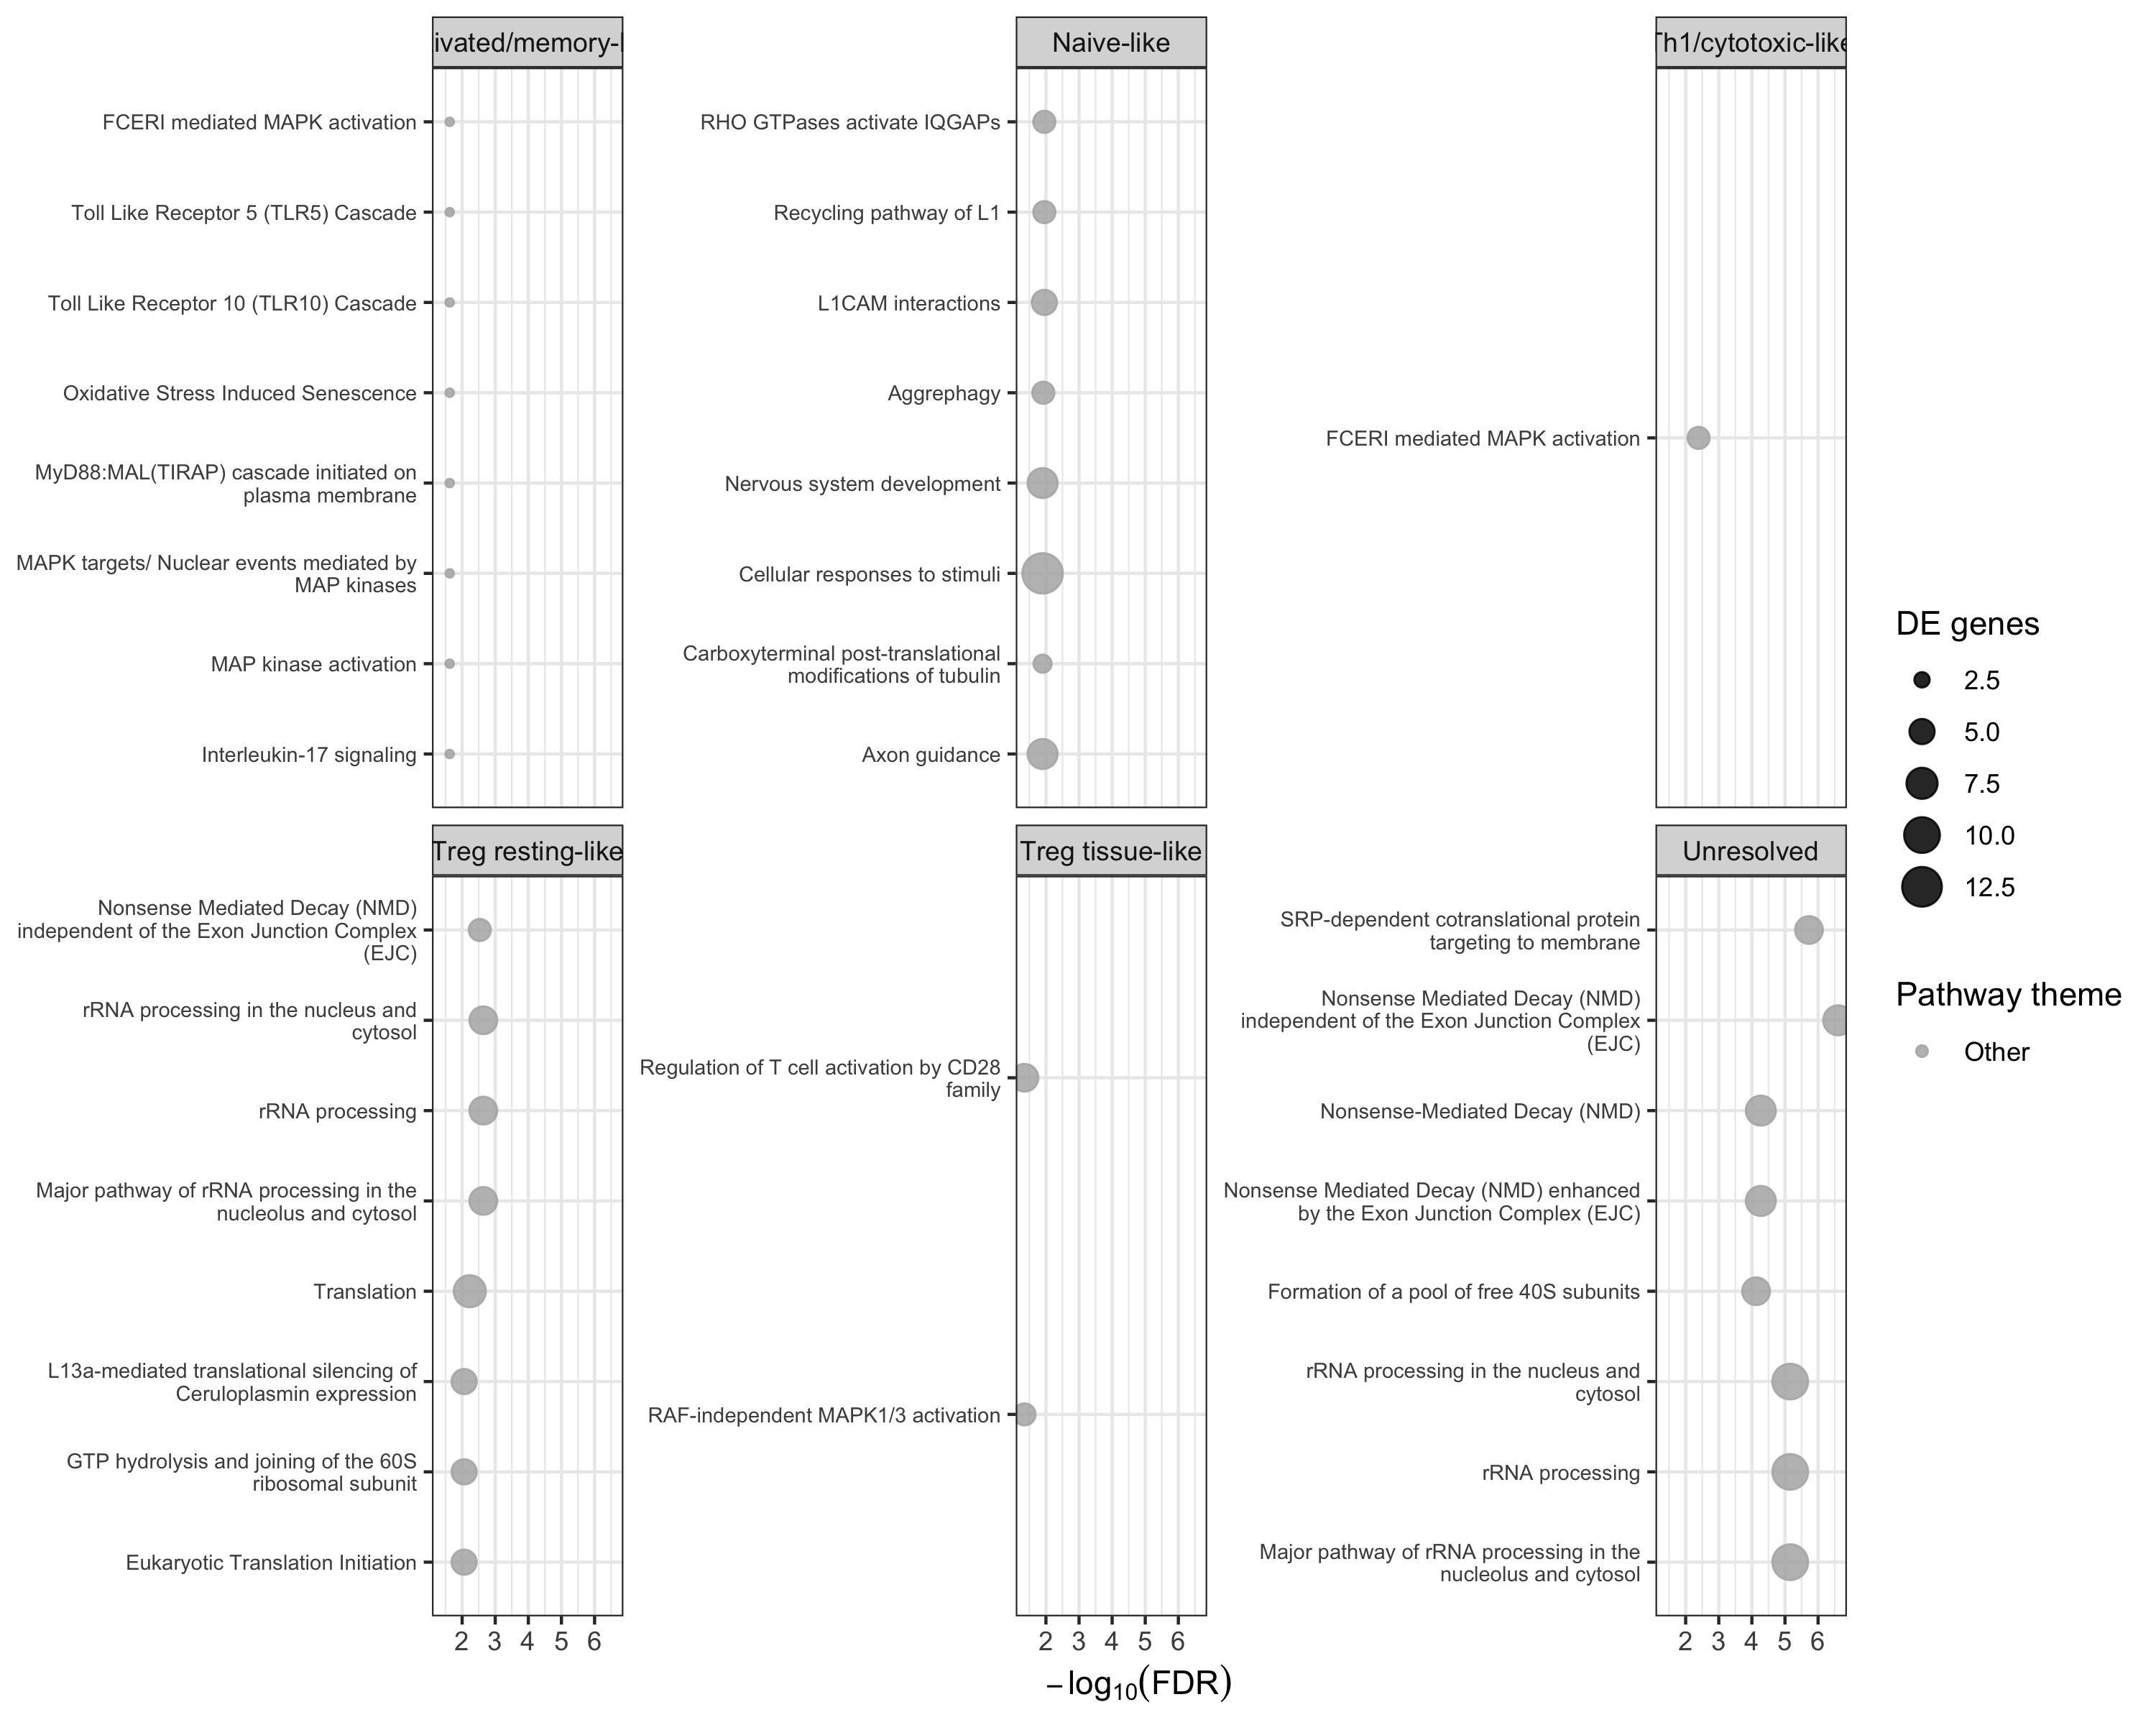 ivated/memory-l
FCERI mediated MAPK activation
Toll Like Receptor 5 (TLR5) Cascade
Toll Like Receptor 10 (TLR10) Cascade
Oxidative Stress Induced Senescence
MyD88:MAL(TIRAP) cascade initiated on
plasma membrane
MAPK targets/ Nuclear events mediated by
MAP kinases
MAP kinase activation
Interleukin-17 signaling
Naive-like
RHO GTPases activate IQGAPs
Recycling pathway of L1
L1CAM interactions
Aggrephagy
Nervous system development
Cellular responses to stimuli
Carboxyterminal post-translational
modifications of tubulin
Axon guidance
Th1/cytotoxic-like
FCERI mediated MAPK activation
Treg resting-like
Nonsense Mediated Decay (NMD)
independent of the Exon Junction Complex
(EJC)
rRNA processing in the nucleus and
cytosol
rRNA processing
Major pathway of rRNA processing in the
nucleolus and cytosol
Translation
L13a-mediated translational silencing of
Ceruloplasmin expression
GTP hydrolysis and joining of the 60S
ribosomal subunit
Eukaryotic Translation Initiation
2 3 4 5 6
Treg tissue-like
Regulation of T cell activation by CD28
family
RAF-independent MAPK1/3 activation
2 3 4 5 6
Unresolved
SRP-dependent cotranslational protein
targeting to membrane
Nonsense Mediated Decay (NMD)
independent of the Exon Junction Complex
(EJC)
Nonsense-Mediated Decay (NMD)
Nonsense Mediated Decay (NMD) enhanced
by the Exon Junction Complex (EJC)
Formation of a pool of free 40S subunits
rRNA processing in the nucleus and
cytosol
rRNA processing
Major pathway of rRNA processing in the
nucleolus and cytosol
2 3 4 5 6
−log₁₀(FDR)
DE genes
2.5
5.0
7.5
10.0
12.5
Pathway theme
Other